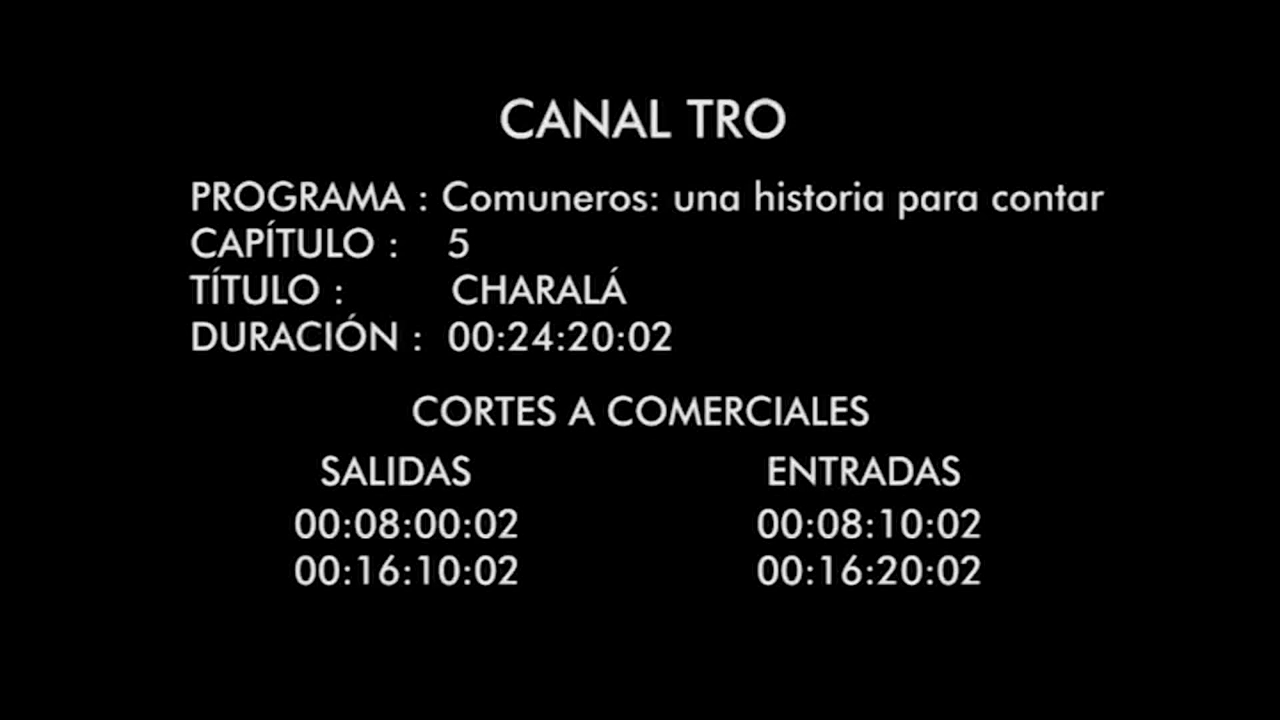 CANAL TRO
PROGRAMA : Comuneros: una historia para contar
CAPÍTULO : 5
TÍTULO : CHARALÁ
DURACIÓN : 00:24:20:02
CORTES A COMERCIALES
SALIDAS ENTRADAS
00:08:00:02 00:08:10:02
00:16:10:02 00:16:20:02